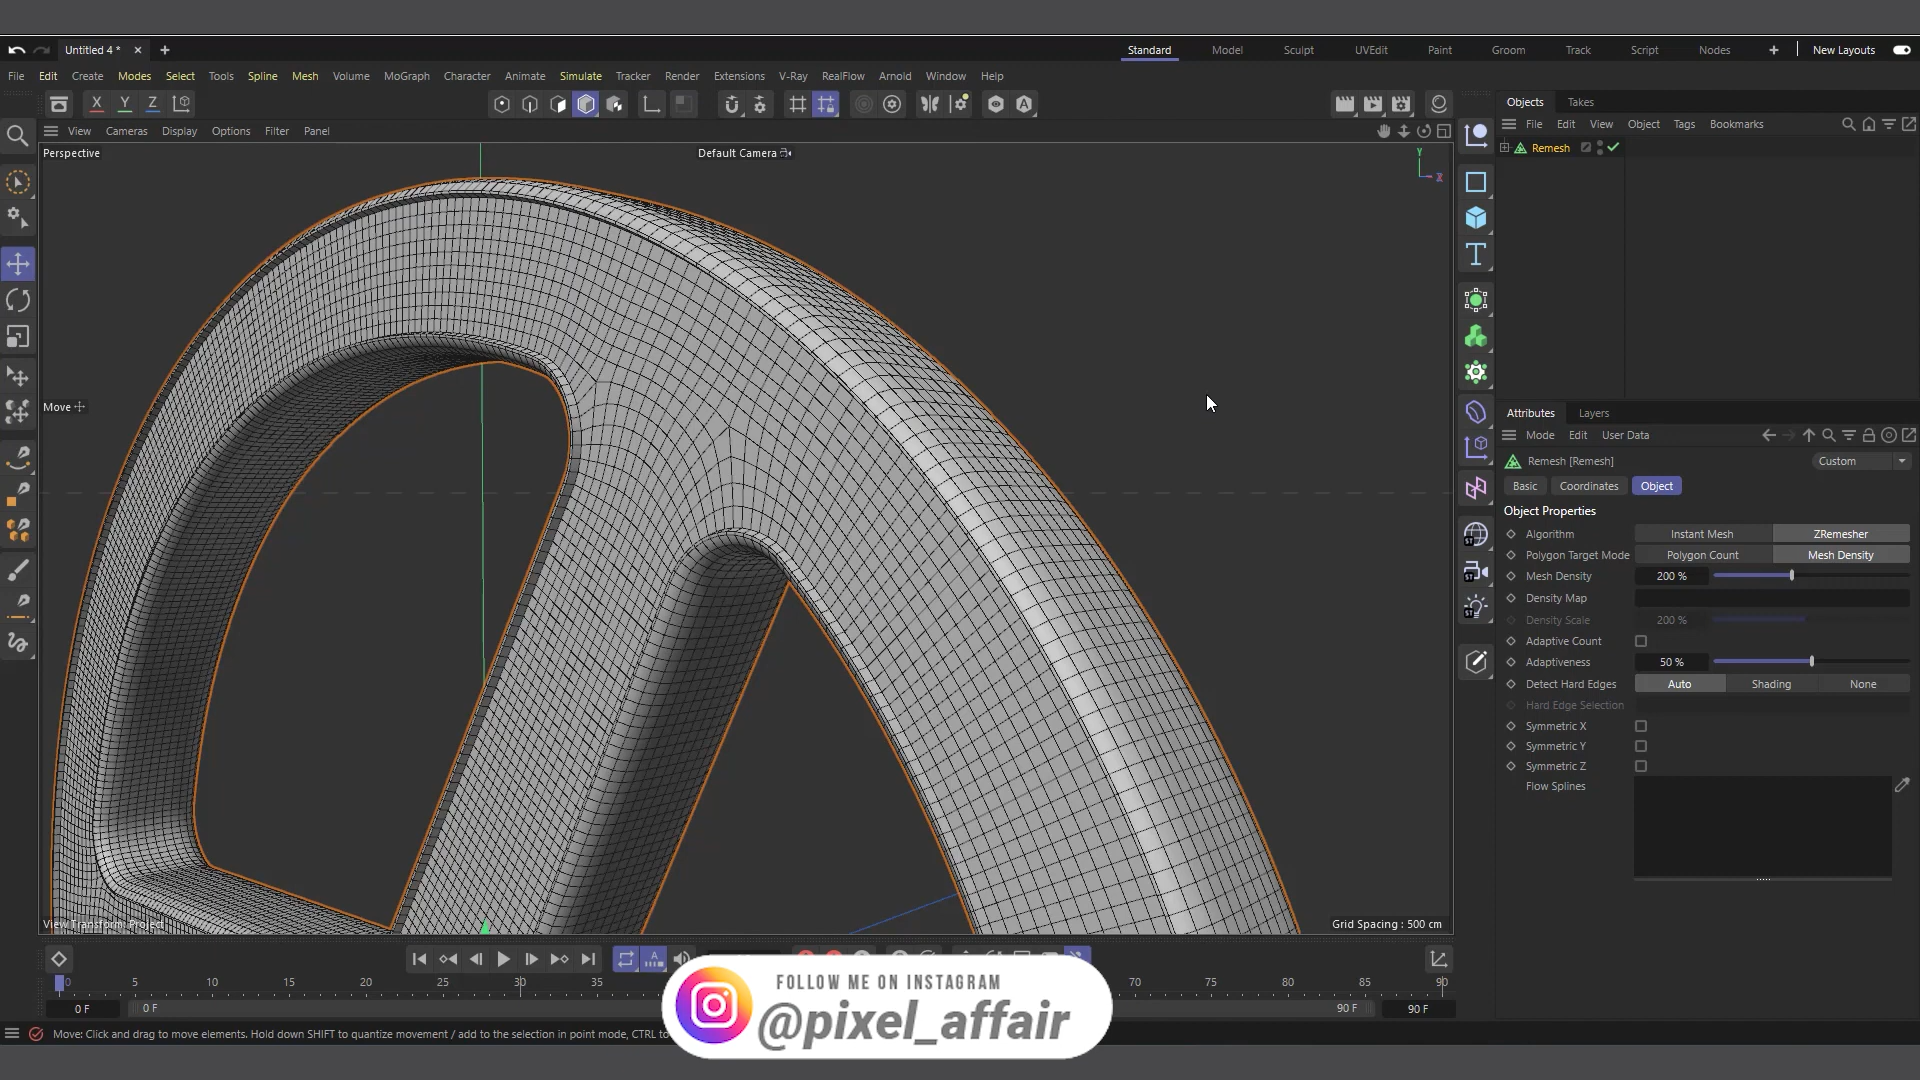 Untitled 4 *
Standard Model Sculpt UVEdit Paint Groom Track Script Nodes New Layouts
File Edit Create Modes Select Tools Spline Mesh Volume MoGraph Character Animate Simulate Tracker Render Extensions V-Ray RealFlow Arnold Window Help
X Y Z
Objects Takes
View Cameras Display Options Filter Panel
File Edit View Object Tags Bookmarks
Perspective
Default Camera
Y
Z
Remesh
Move
Attributes Layers
Mode Edit User Data
Remesh [Remesh]
Custom
Basic Coordinates Object
Object Properties
Algorithm Instant Mesh ZRemesher
Polygon Target Mode Polygon Count Mesh Density
Mesh Density 200 %
Density Map
Density Scale 200 %
Adaptive Count
Adaptiveness 50 %
Detect Hard Edges Auto Shading None
Hard Edge Selection
Symmetric X
Symmetric Y
Symmetric Z
Flow Splines
View Transform: Project
Grid Spacing : 500 cm
0 5 10 15 20 25 30 35 70 75 80 85 90
0 F 0 F 90 F 90 F
Move: Click and drag to move elements. Hold down SHIFT to quantize movement / add to the selection in point mode, CTRL to
FOLLOW ME ON INSTAGRAM
@pixel_affair